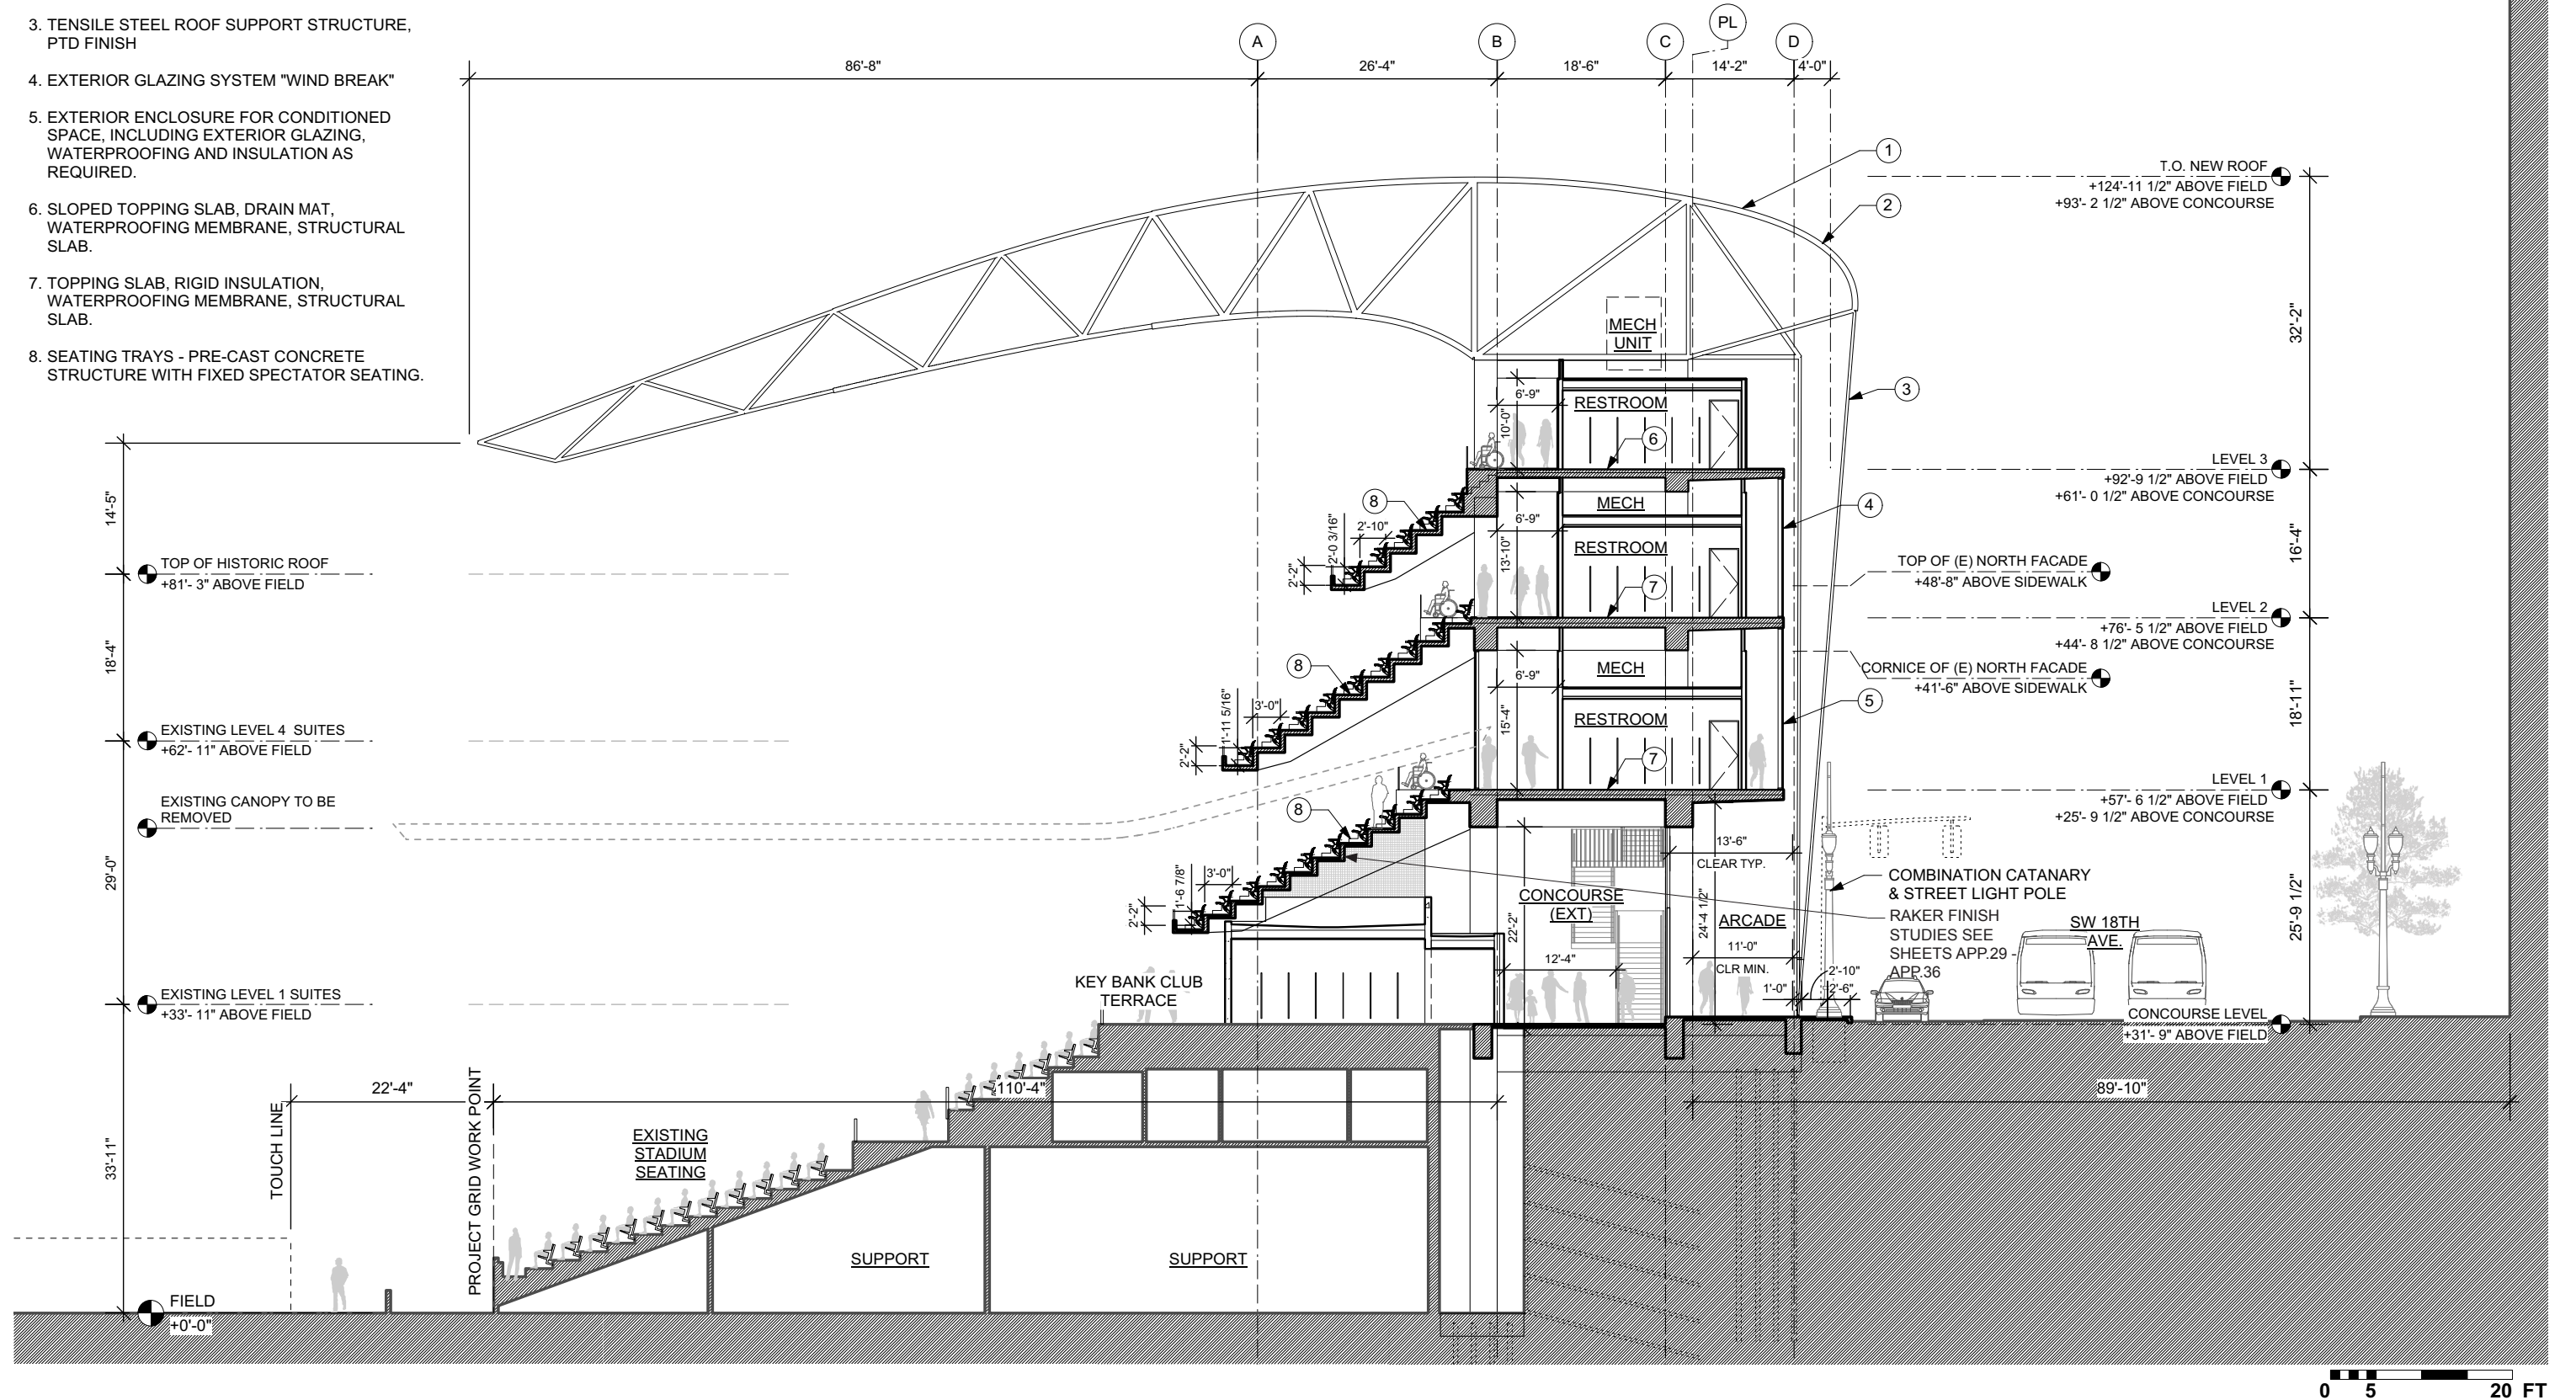 3. TENSILE STEEL ROOF SUPPORT STRUCTURE,
PTD FINISH
4. EXTERIOR GLAZING SYSTEM "WIND BREAK"
5. EXTERIOR ENCLOSURE FOR CONDITIONED
SPACE, INCLUDING EXTERIOR GLAZING,
WATERPROOFING AND INSULATION AS
REQUIRED.
6. SLOPED TOPPING SLAB, DRAIN MAT,
WATERPROOFING MEMBRANE, STRUCTURAL
SLAB.
7. TOPPING SLAB, RIGID INSULATION,
WATERPROOFING MEMBRANE, STRUCTURAL
SLAB.
8. SEATING TRAYS - PRE-CAST CONCRETE
STRUCTURE WITH FIXED SPECTATOR SEATING.
A
B
C
PL
D
86'-8"
26'-4"
18'-6"
14'-2"
4'-0"
1
2
3
4
5
T.O. NEW ROOF
+124'-11 1/2" ABOVE FIELD
+93'- 2 1/2" ABOVE CONCOURSE
32'-2"
LEVEL 3
+92'-9 1/2" ABOVE FIELD
+61'- 0 1/2" ABOVE CONCOURSE
16'-4"
TOP OF (E) NORTH FACADE
+48'-8" ABOVE SIDEWALK
LEVEL 2
+76'- 5 1/2" ABOVE FIELD
+44'- 8 1/2" ABOVE CONCOURSE
CORNICE OF (E) NORTH FACADE
+41'-6" ABOVE SIDEWALK
18'-11"
LEVEL 1
+57'- 6 1/2" ABOVE FIELD
+25'- 9 1/2" ABOVE CONCOURSE
25'-9 1/2"
COMBINATION CATANARY
& STREET LIGHT POLE
RAKER FINISH
STUDIES SEE
SHEETS APP.29 -
APP.36
SW 18TH
AVE.
CONCOURSE LEVEL
+31'- 9" ABOVE FIELD
89'-10"
MECH
UNIT
6'-9"
10'-0"
RESTROOM
6
MECH
6'-9"
13'-10"
RESTROOM
7
MECH
6'-9"
15'-4"
RESTROOM
7
8
2'-10"
2'-0 3/16"
2'-2"
8
3'-0"
1'-11 5/16"
2'-2"
8
3'-0"
1'-6 7/8"
2'-2"
13'-6"
CLEAR TYP.
CONCOURSE
(EXT)
22'-2"
12'-4"
24'-4 1/2"
ARCADE
11'-0"
CLR MIN.
1'-0"
2'-10"
2'-6"
KEY BANK CLUB
TERRACE
14'-5"
TOP OF HISTORIC ROOF
+81'- 3" ABOVE FIELD
18'-4"
EXISTING LEVEL 4 SUITES
+62'- 11" ABOVE FIELD
EXISTING CANOPY TO BE
REMOVED
29'-0"
EXISTING LEVEL 1 SUITES
+33'- 11" ABOVE FIELD
33'-11"
22'-4"
110'-4"
TOUCH LINE
PROJECT GRID WORK POINT
EXISTING
STADIUM
SEATING
SUPPORT
SUPPORT
FIELD
+0'-0"
0 5 20 FT